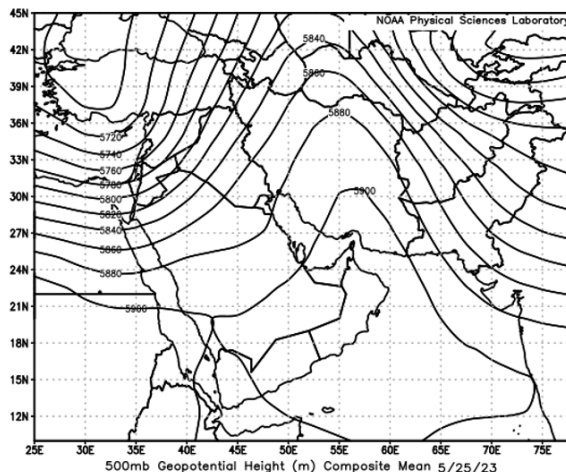 NOAA Physical Sciences Laboratory
45N
42N
39N
36N
33N
30N
27N
24N
21N
18N
15N
12N
5840
5860
5880
5720
5740
5760
5780
5800
5820
5840
5860
5880
5900
5900
25E 30E 35E 40E 45E 50E 55E 60E 65E 70E 75E
500mb Geopotential Height (m) Composite Mean 5/25/23